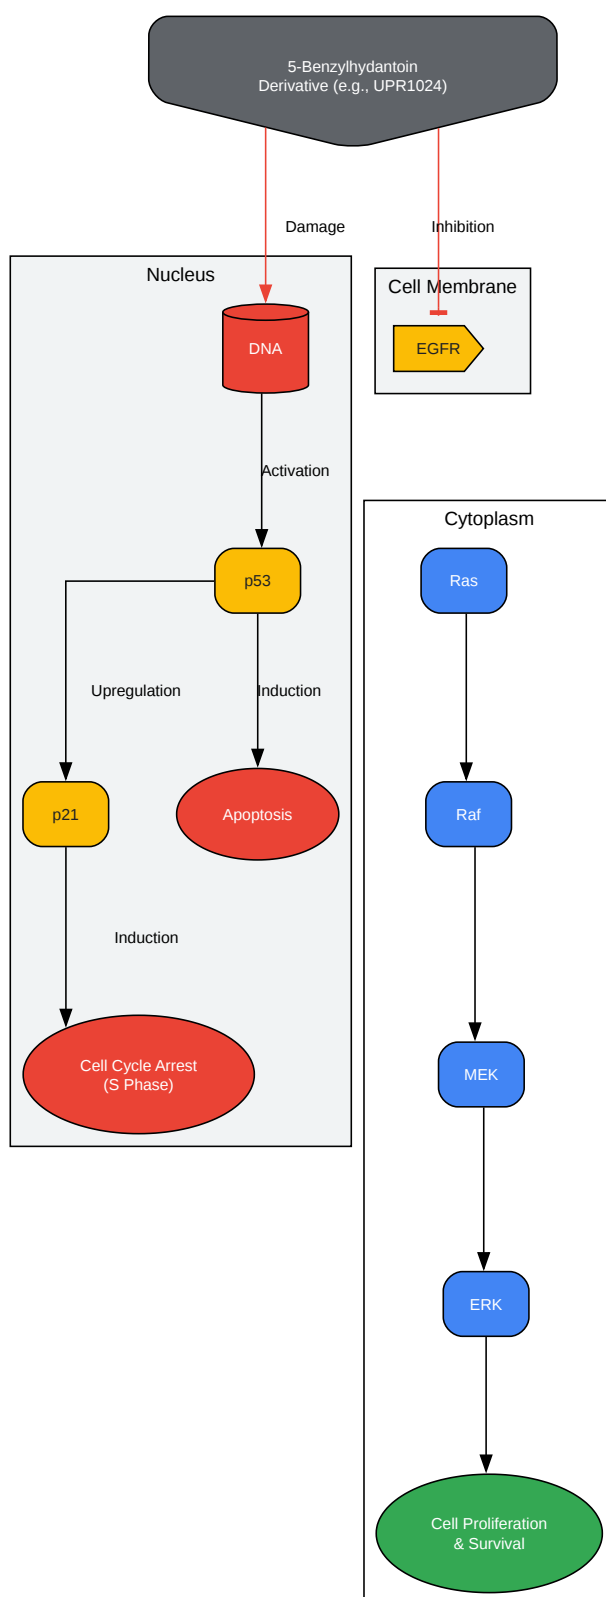 5-Benzylhydantoin
Derivative (e.g., UPR1024)
Damage
Inhibition
Nucleus
Cell Membrane
DNA
EGFR
Activation
Cytoplasm
p53
Ras
Upregulation
Induction
p21
Apoptosis
Raf
Induction
Cell Cycle Arrest
(S Phase)
MEK
ERK
Cell Proliferation
& Survival